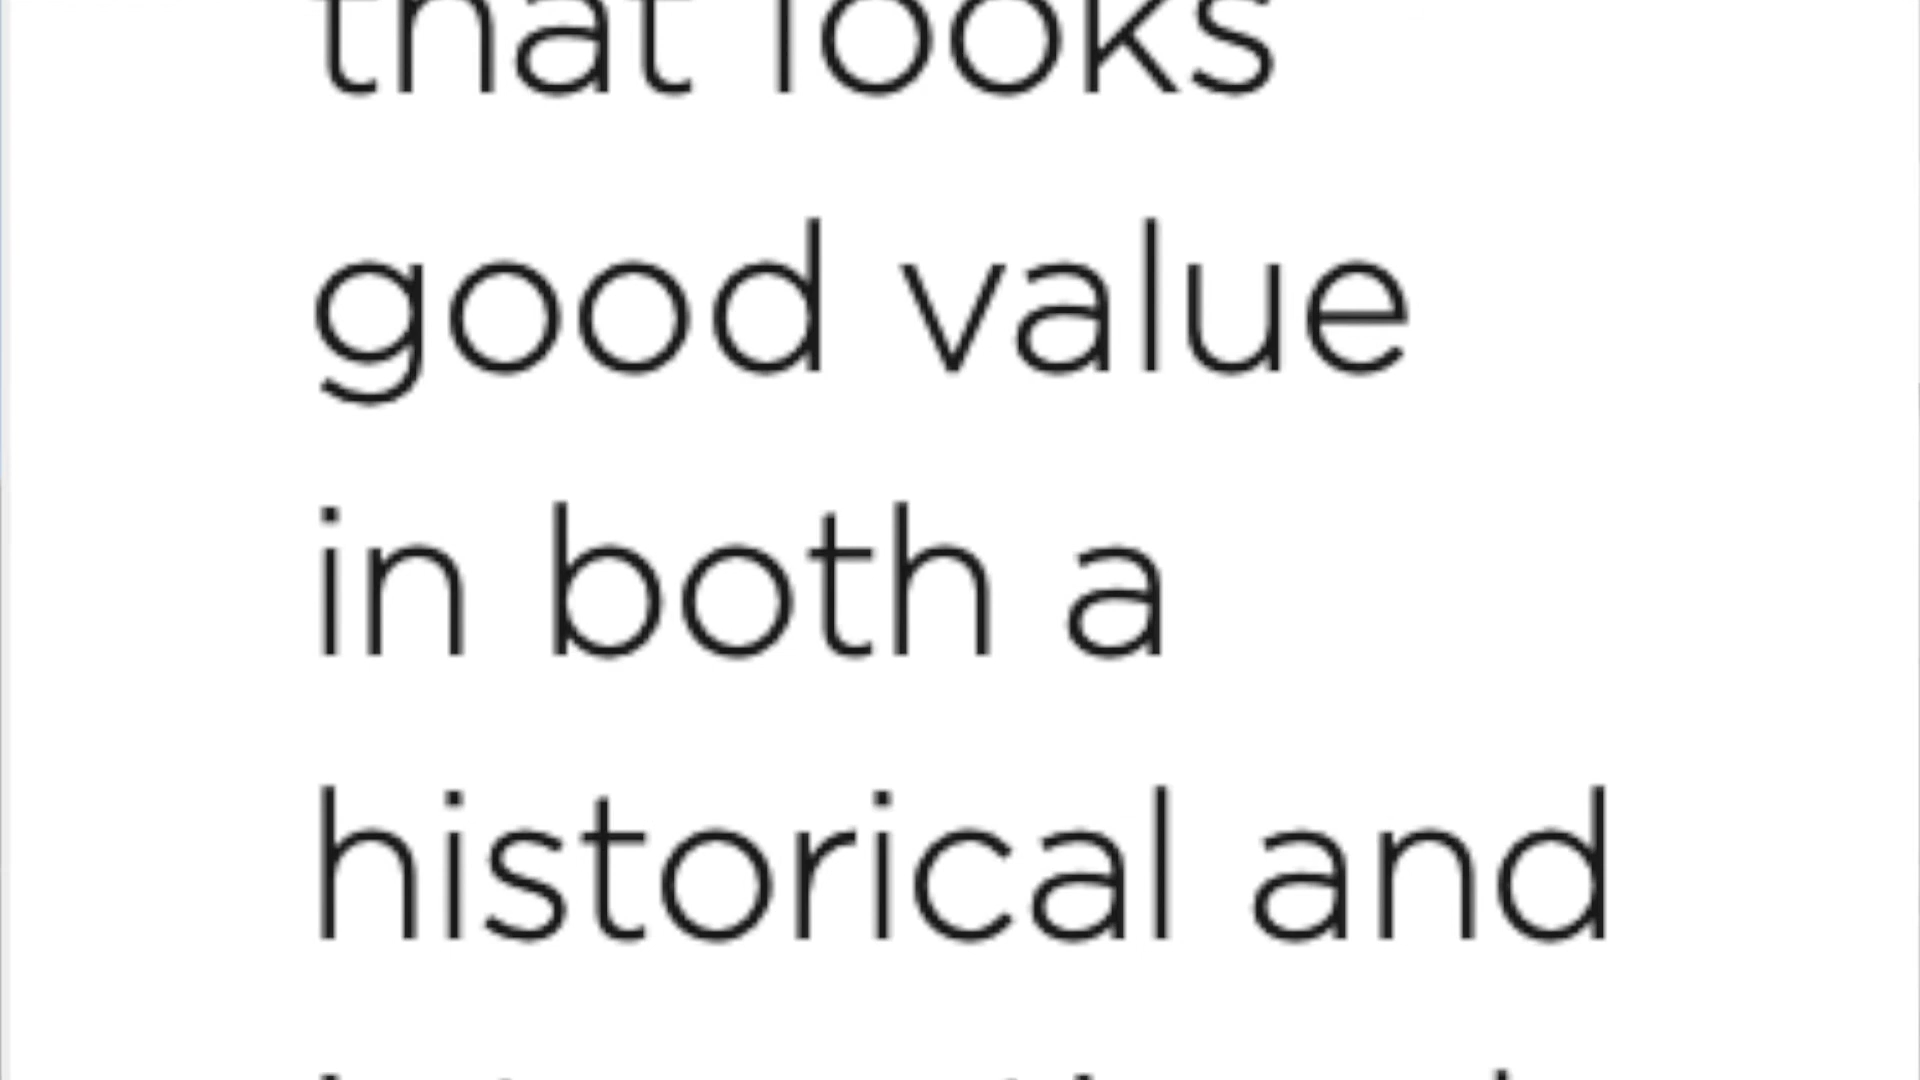 that looks
good value
in both a
historical and